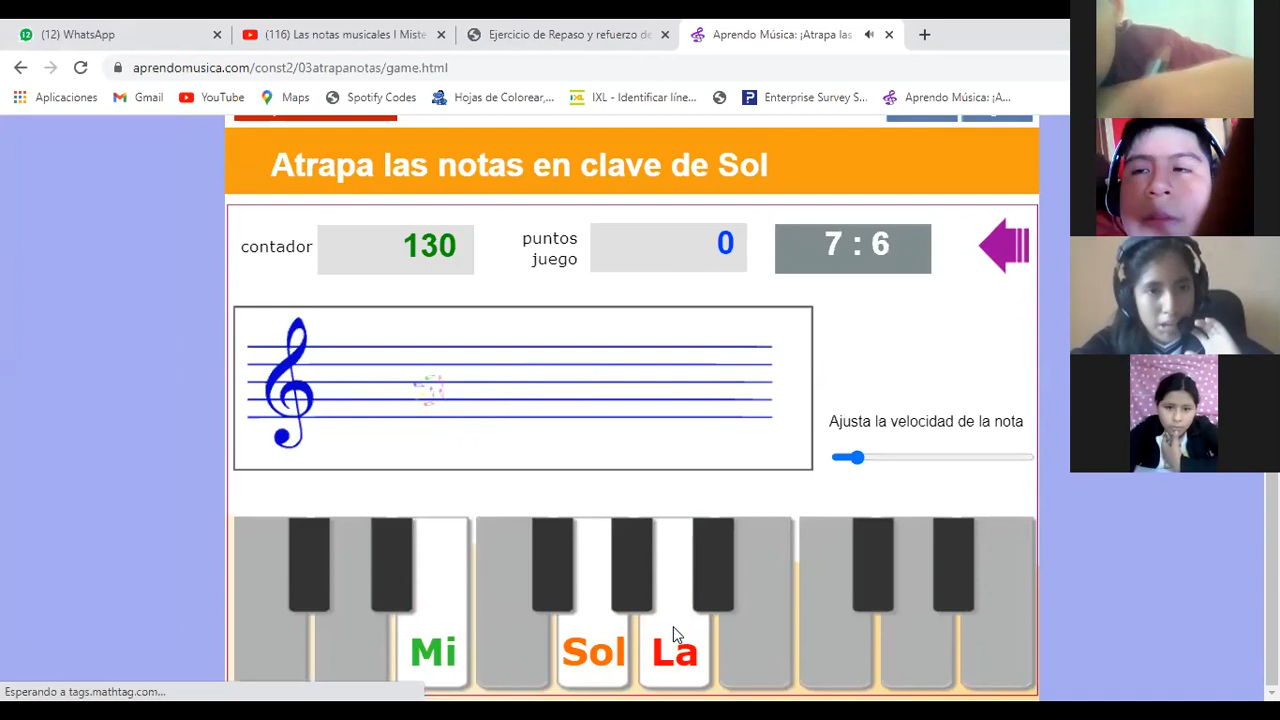 (12) WhatsApp
(116) Las notas musicales I Miste
Ejercicio de Repaso y refuerzo de
Aprendo Música: ¡Atrapa las
aprendomusica.com/const2/03atrapanotas/game.html
Aplicaciones
Gmail
YouTube
Maps
Spotify Codes
Hojas de Colorear,...
IXL - Identificar líne...
Enterprise Survey S...
Aprendo Música: ¡A...
Atrapa las notas en clave de Sol
contador 130
puntos juego 0
7 : 6
Ajusta la velocidad de la nota
Mi Sol La
Esperando a tags.mathtag.com...